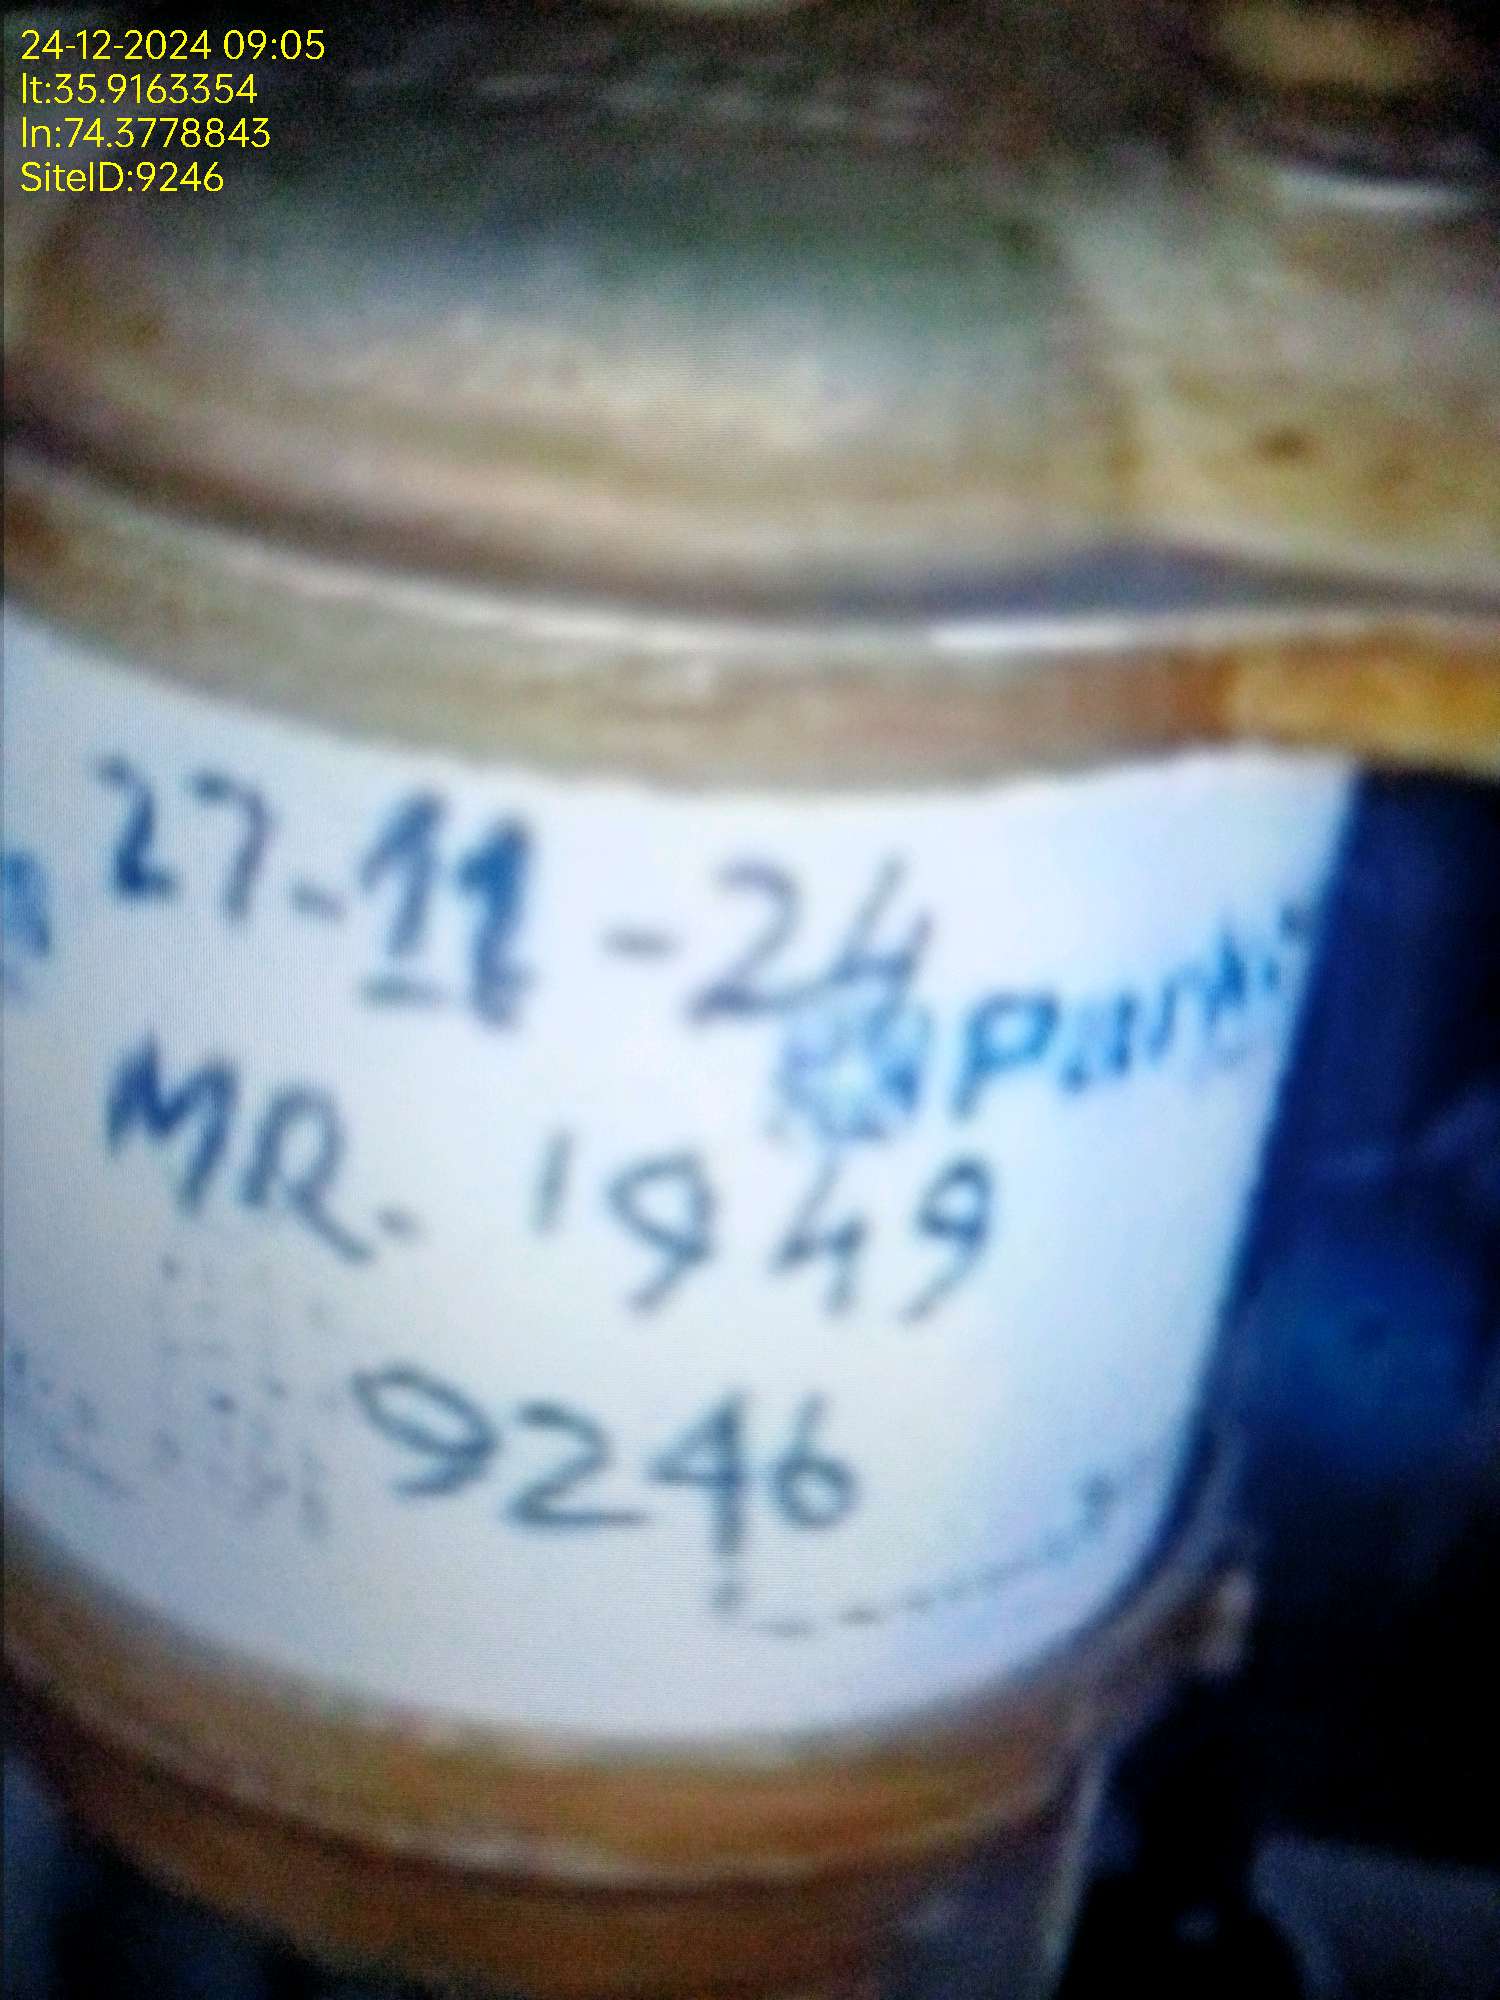 24-12-2024 09:05
lt:35.9163354
ln:74.3778843
SiteID:9246
27-11-24
MR. 1949
9246